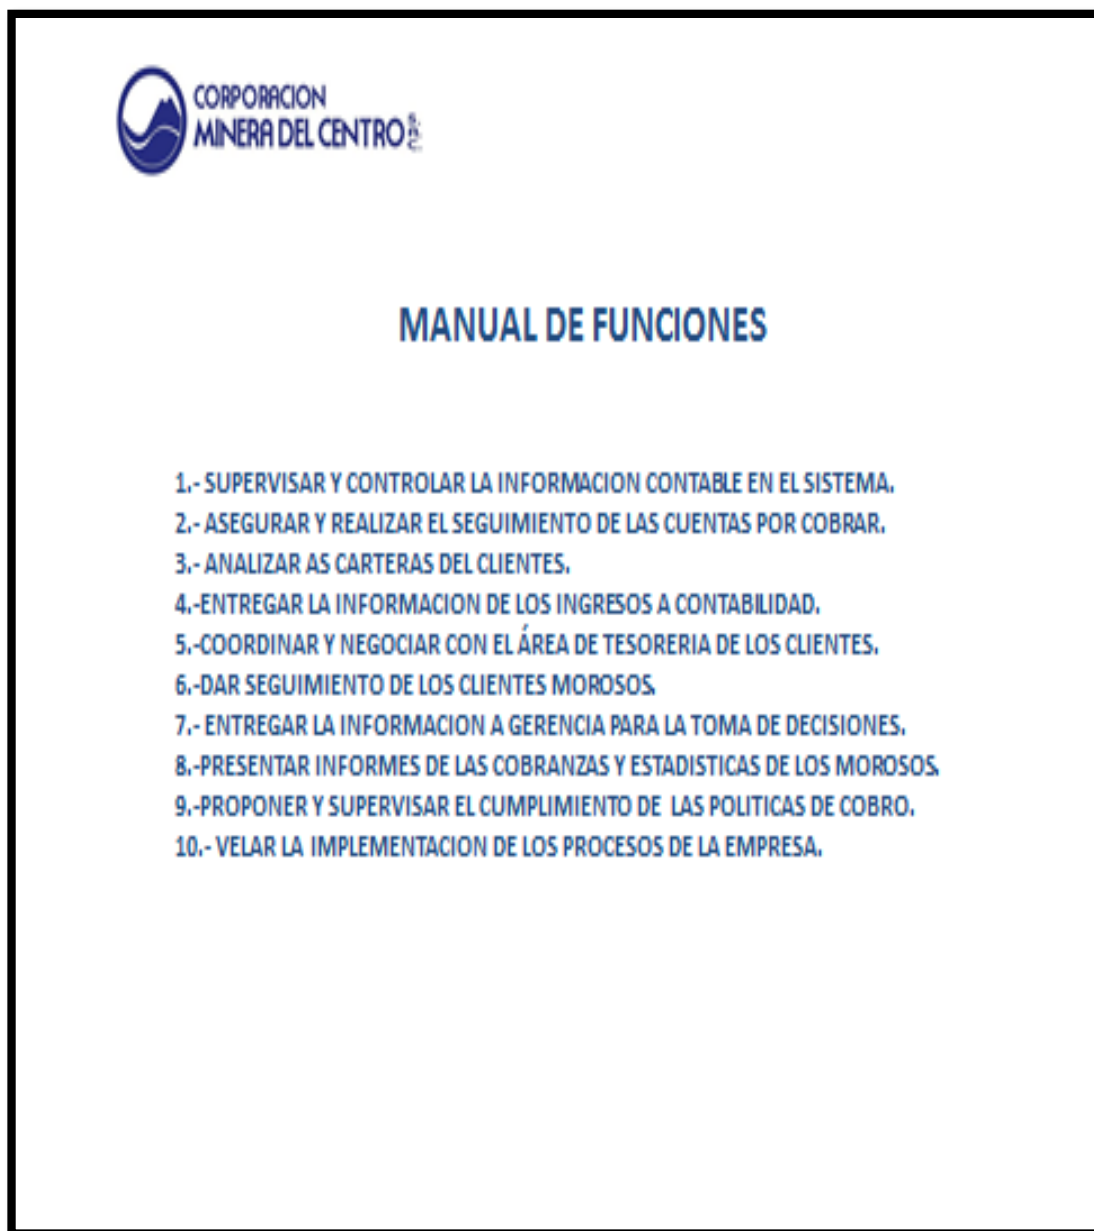 CORPORACION
MINERA DEL CENTRO
MANUAL DE FUNCIONES
1.- SUPERVISAR Y CONTROLAR LA INFORMACION CONTABLE EN EL SISTEMA.
2.- ASEGURAR Y REALIZAR EL SEGUIMIENTO DE LAS CUENTAS POR COBRAR.
3.- ANALIZAR AS CARTERAS DEL CLIENTES.
4.-ENTREGAR LA INFORMACION DE LOS INGRESOS A CONTABILIDAD.
5.-COORDINAR Y NEGOCIAR CON EL ÁREA DE TESORERIA DE LOS CLIENTES.
6.-DAR SEGUIMIENTO DE LOS CLIENTES MOROSOS.
7.- ENTREGAR LA INFORMACION A GERENCIA PARA LA TOMA DE DECISIONES.
8.-PRESENTAR INFORMES DE LAS COBRANZAS Y ESTADISTICAS DE LOS MOROSOS.
9.-PROPONER Y SUPERVISAR EL CUMPLIMIENTO DE LAS POLITICAS DE COBRO.
10.- VELAR LA IMPLEMENTACION DE LOS PROCESOS DE LA EMPRESA.